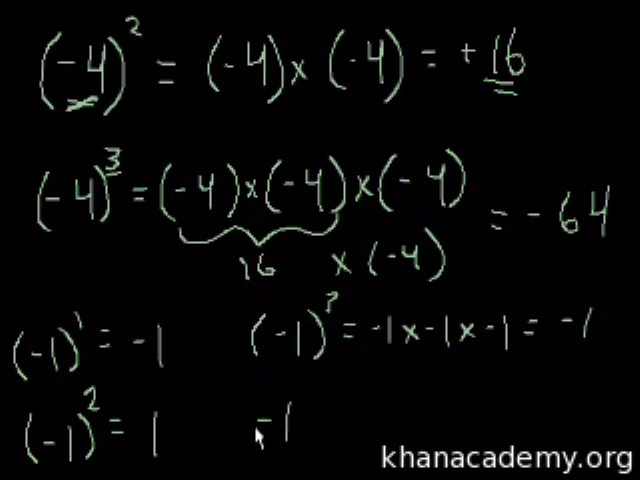 (-4)² = (-4) x (-4) = +16
(-4)³ = (-4) x (-4) x (-4) = -64
16 x (-4)
(-1)¹ = -1 (-1)³ = -1 x -1 x -1 = -1
(-1)² = 1 -1
khanacademy.org